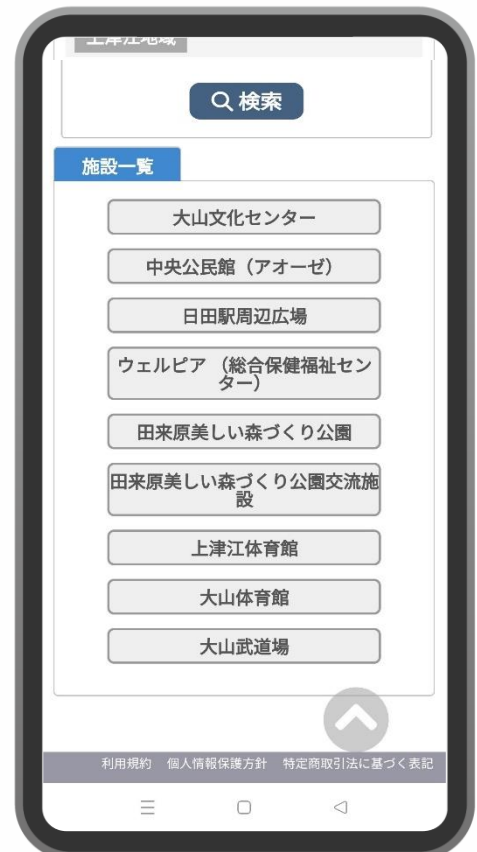 検索
施設一覧
大山文化センター
中央公民館（アオーゼ）
日田駅周辺広場
ウェルピア （総合保健福祉セン
ター）
田来原美しい森づくり公園
田来原美しい森づくり公園交流施
設
上津江体育館
大山体育館
大山武道場
利用規約 個人情報保護方針 特定商取引法に基づく表記